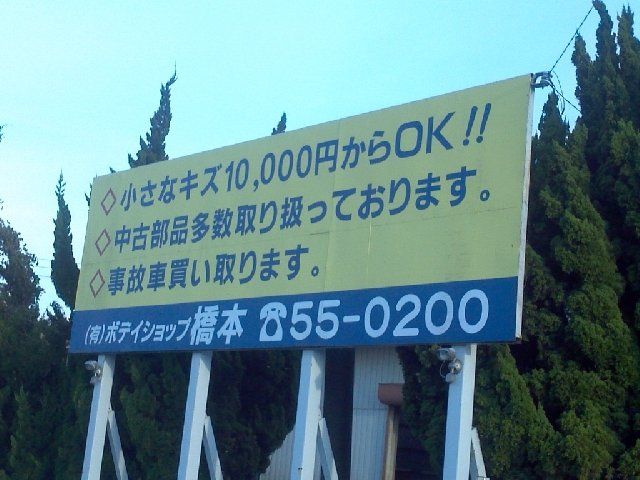 ◇小さなキズ10,000円からOK!!
◇中古部品多数取り扱っております。
◇事故車買い取ります。
(有)ボデイショップ橋本 ☎55-0200